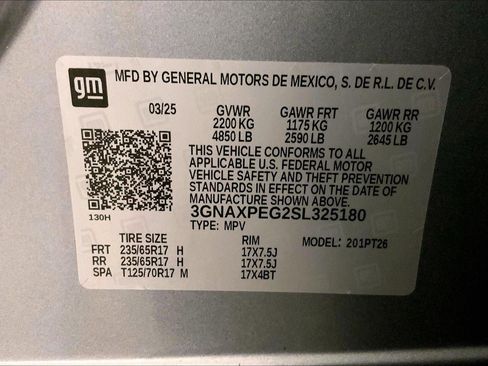 gm MFD BY GENERAL MOTORS DE MEXICO, S. DE R.L. DE C.V.
03/25 GVWR GAWR FRT GAWR RR
2200 KG 1175 KG 1200 KG
4850 LB 2590 LB 2645 LB
THIS VEHICLE CONFORMS TO ALL
APPLICABLE U.S. FEDERAL MOTOR
VEHICLE SAFETY AND THEFT PREVENTION
STANDARDS IN EFFECT ON THE DATE OF
MANUFACTURE SHOWN ABOVE.
130H 3GNAXPEG2SL325180
TYPE: MPV
TIRE SIZE RIM MODEL: 201PT26
FRT 235/65R17 H 17X7.5J
RR 235/65R17 H 17X7.5J
SPA T125/70R17 M 17X4BT